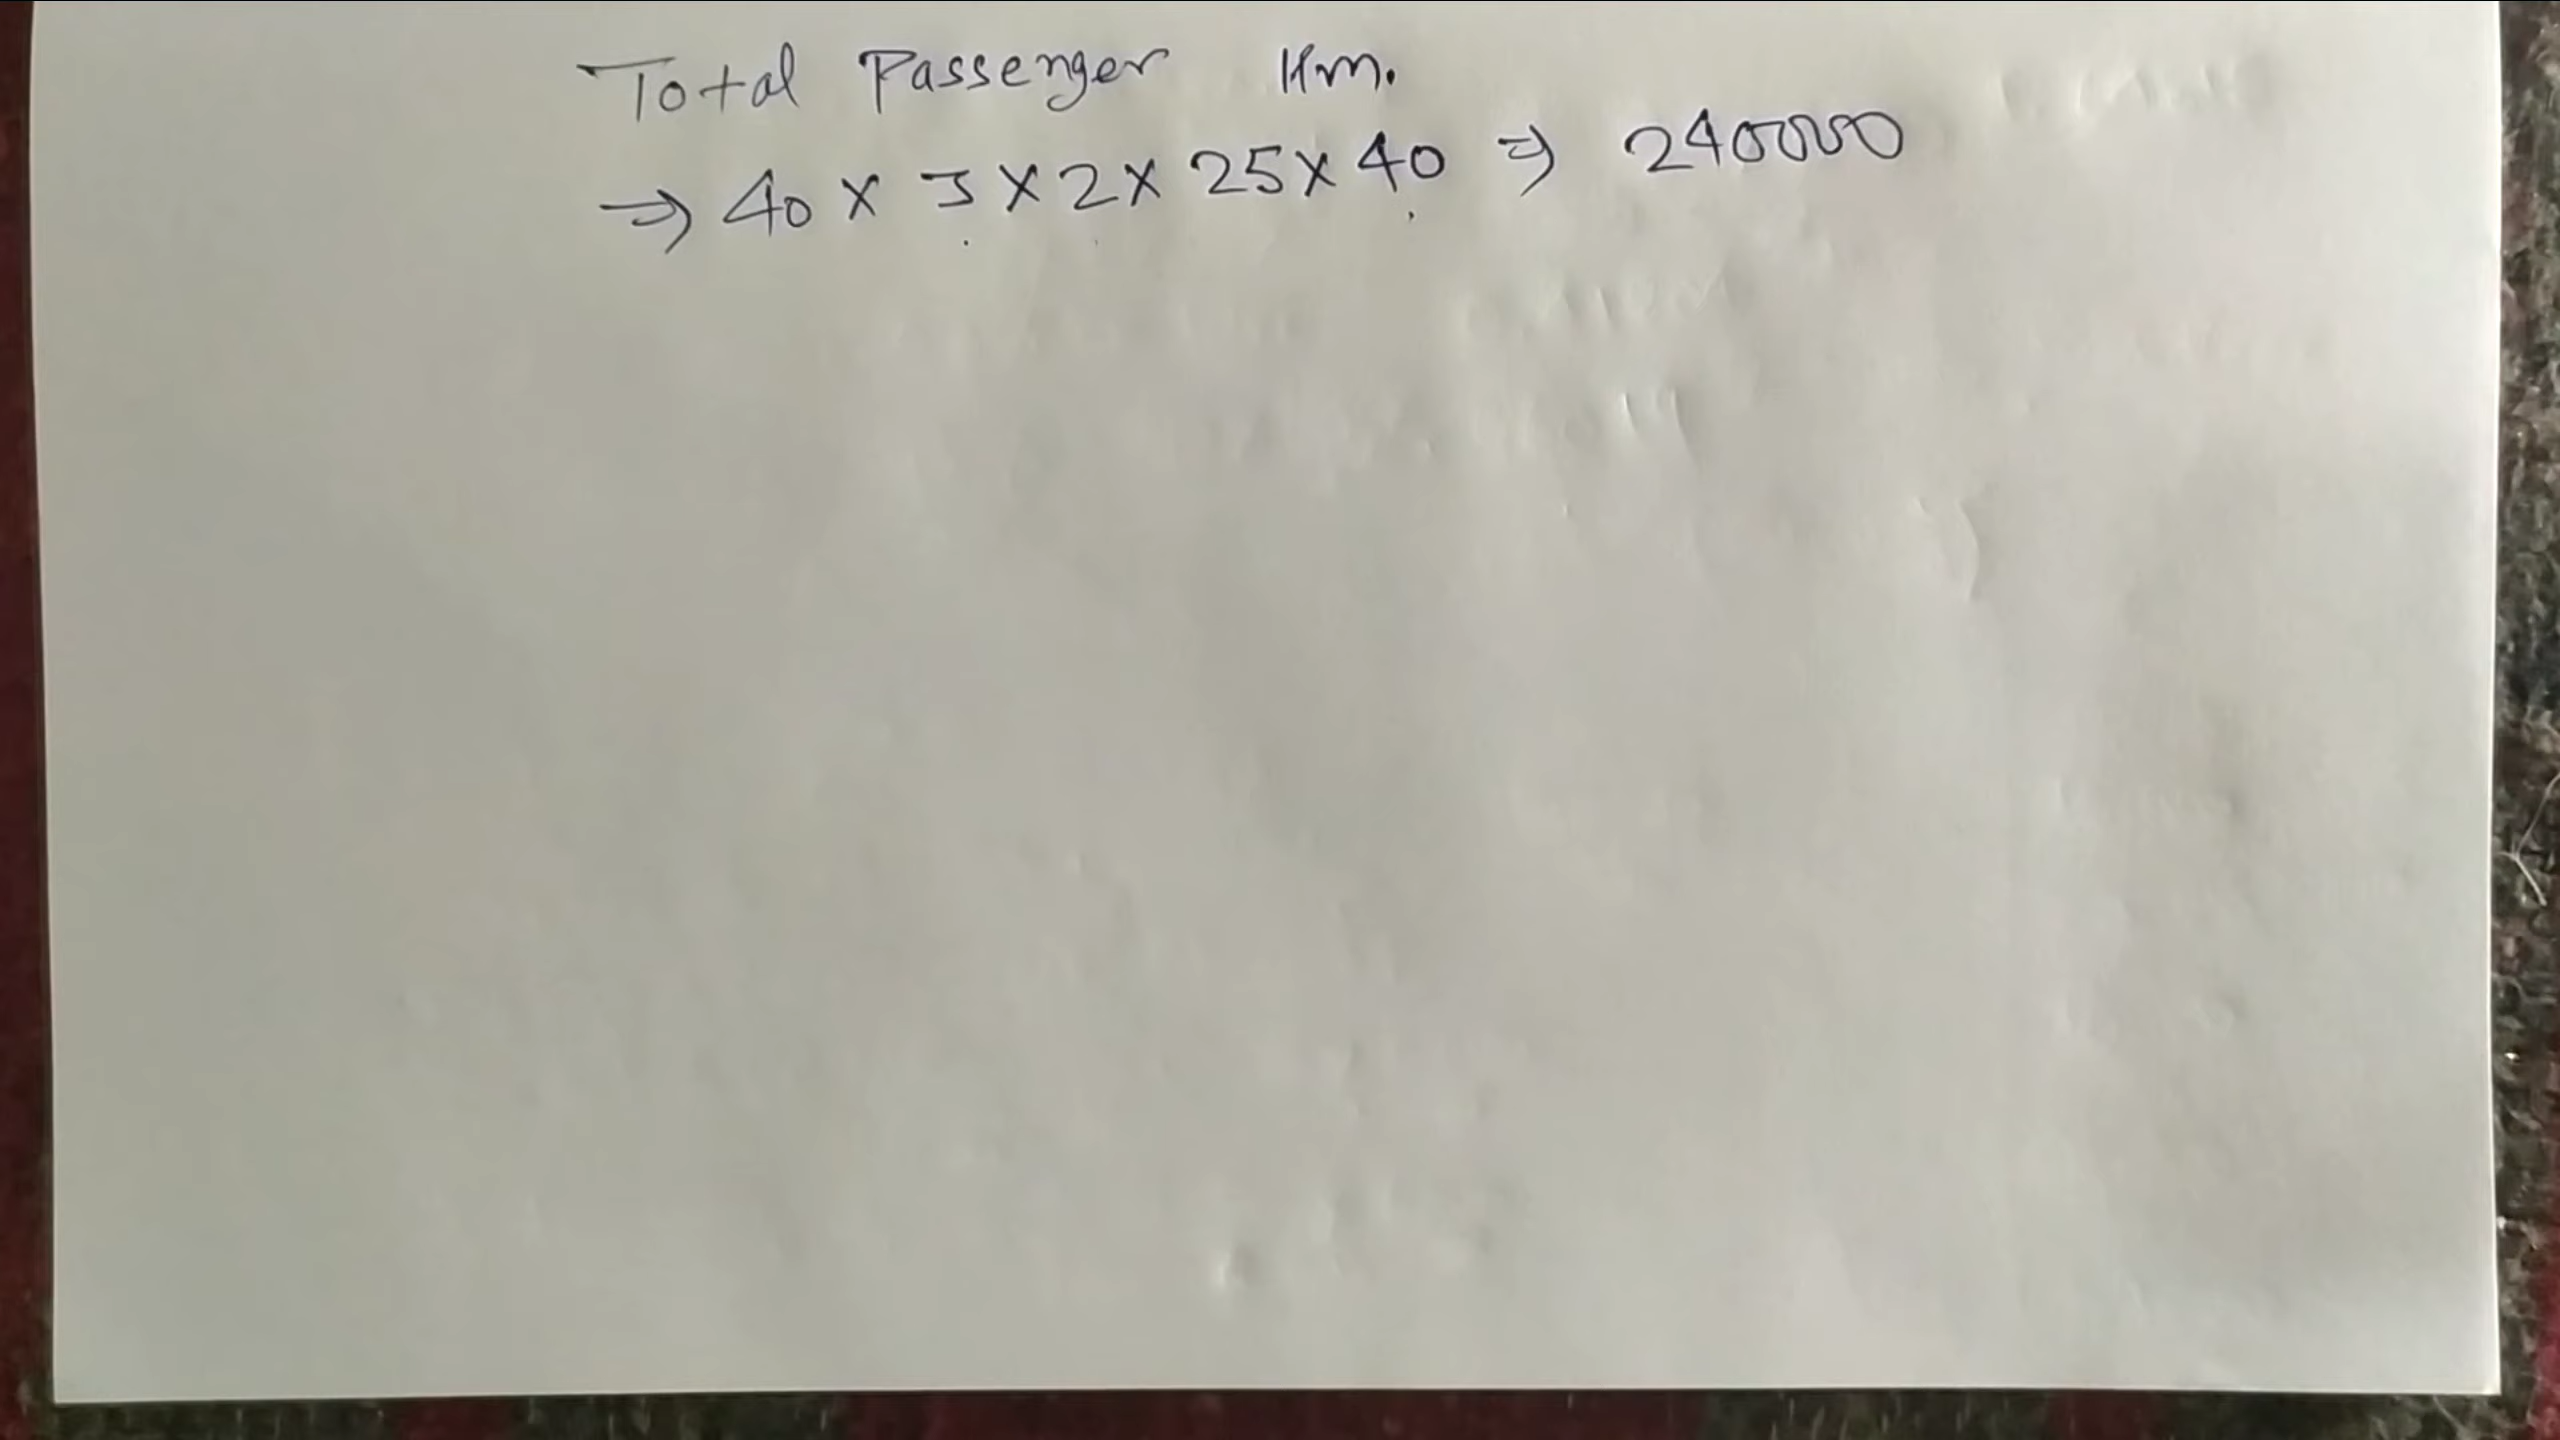 Total Passenger Km.
⇒ 40 x 3 x 2 x 25 x 40 ⇒ 240000